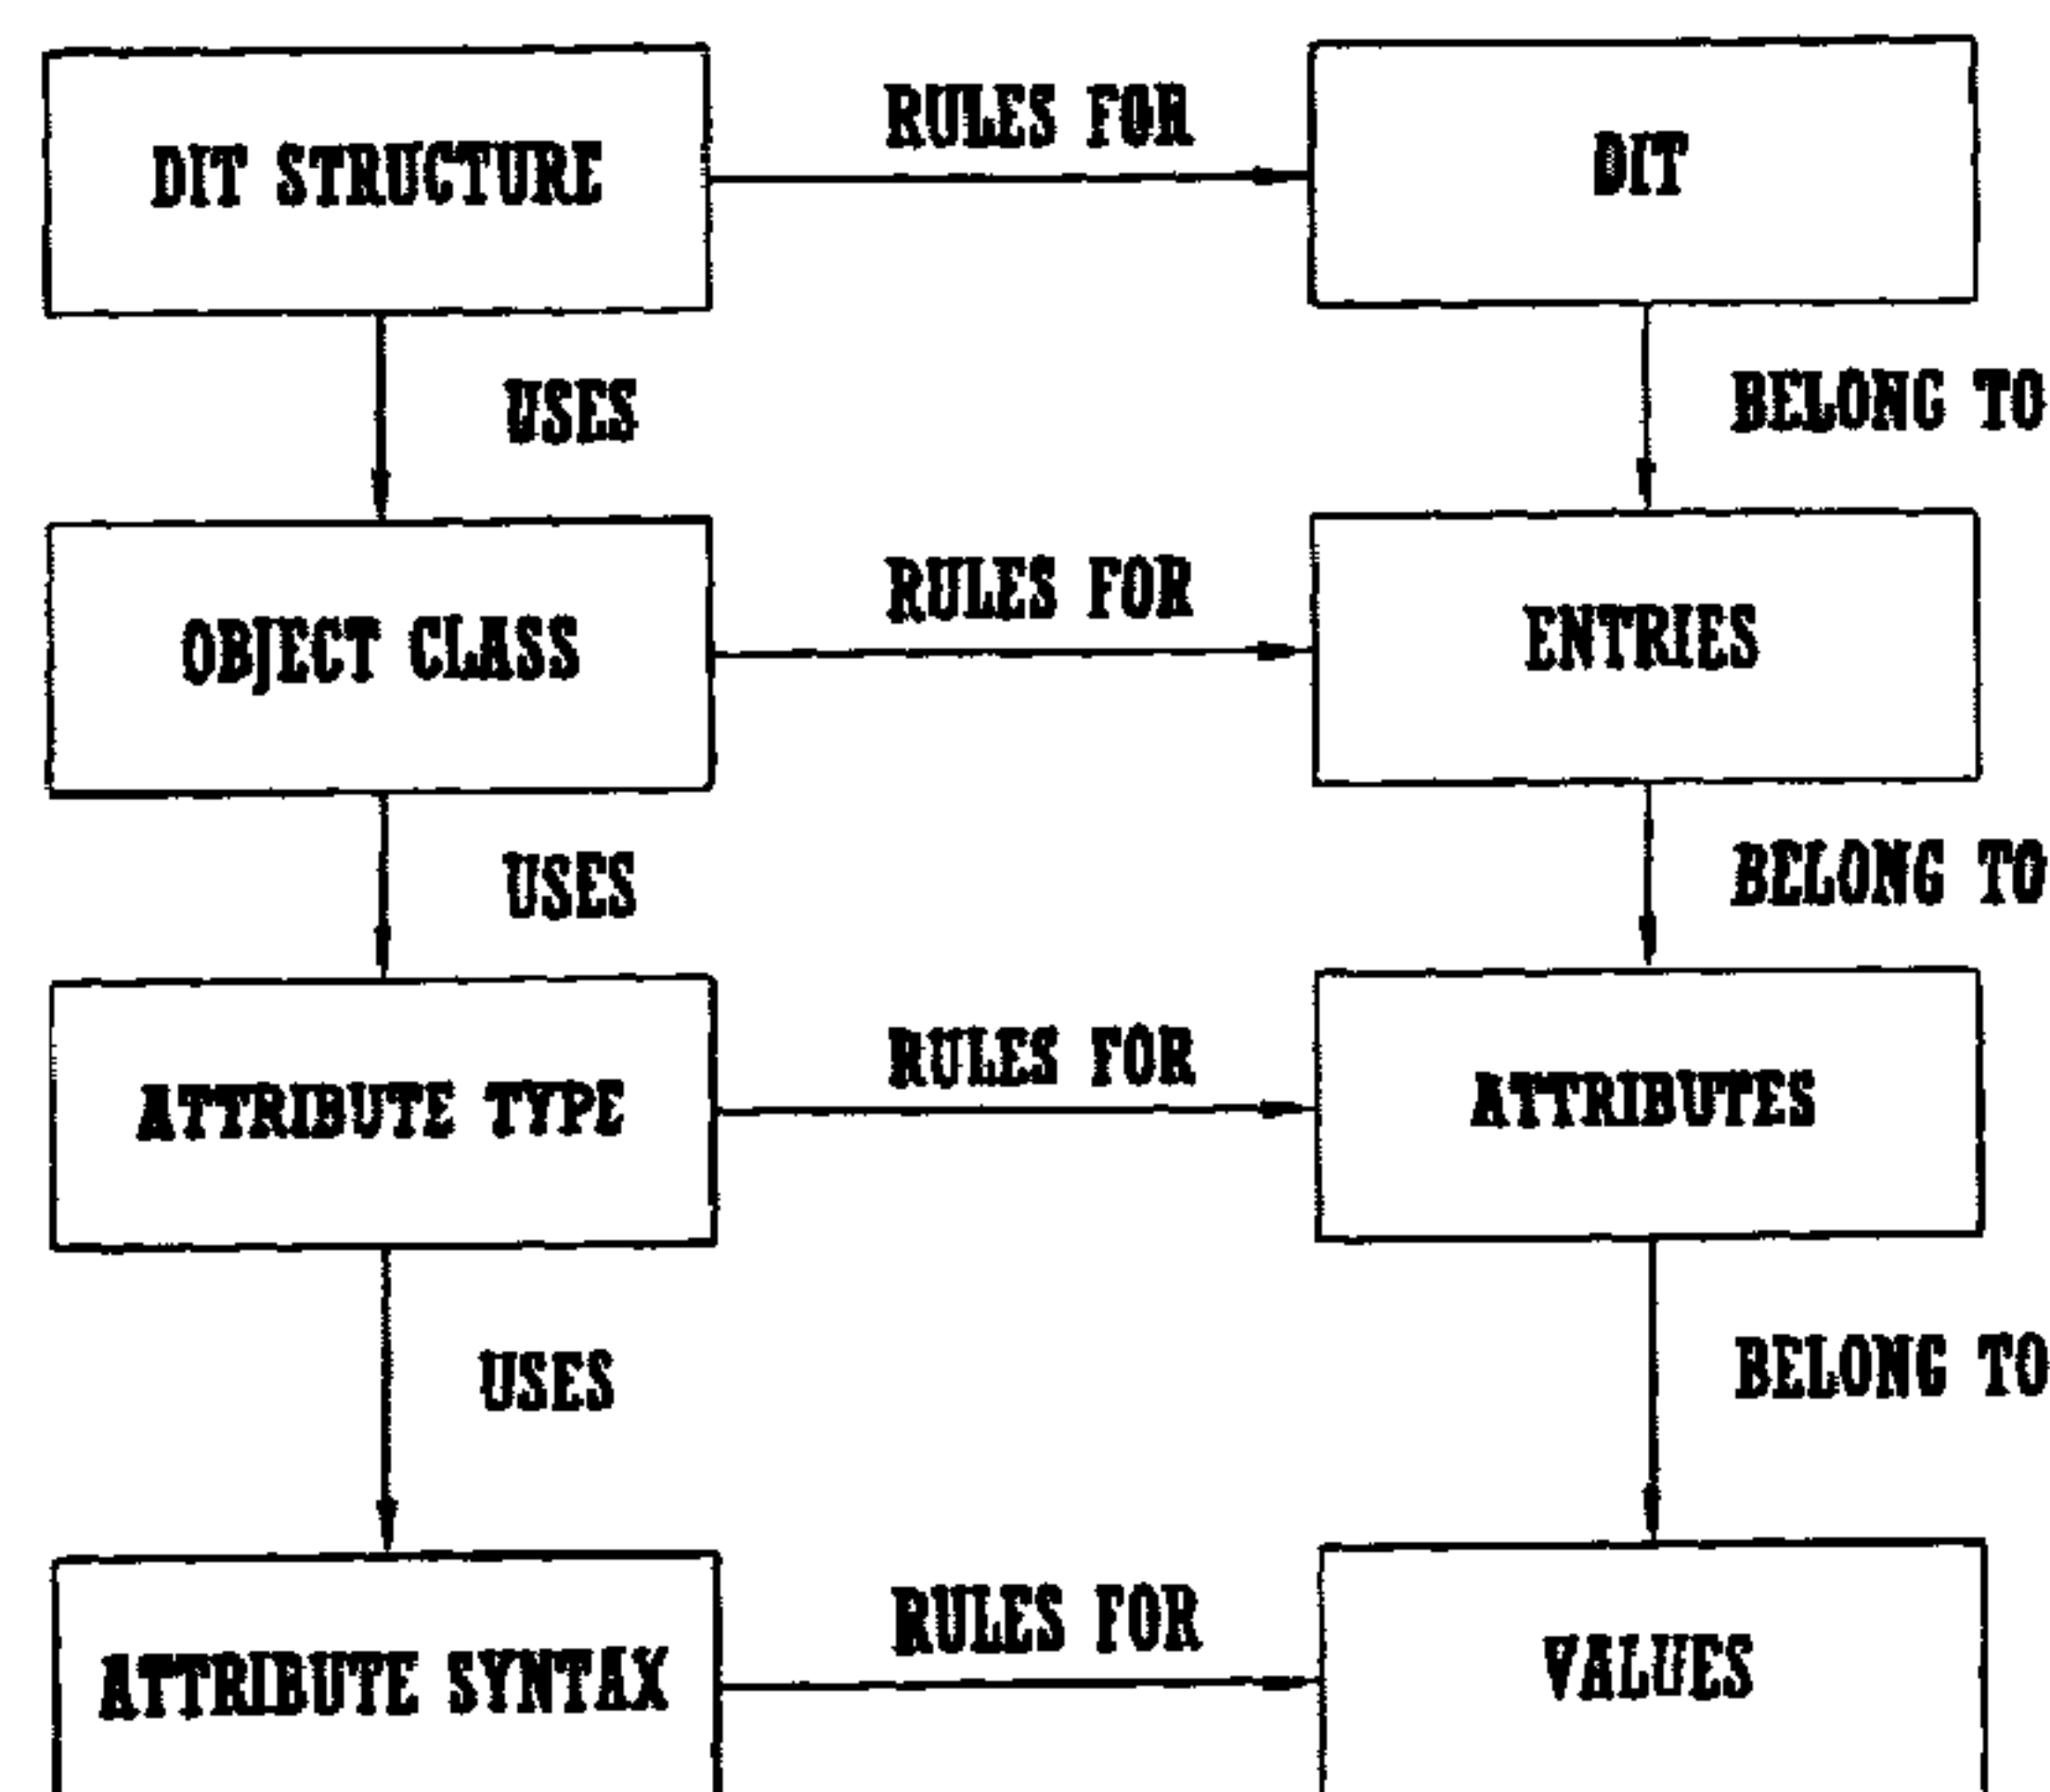 RULES FOR
DIT STRUCTURE
DIT
USES
BELONG TO
RULES FOR
OBJECT CLASS
ENTRIES
USES
BELONG TO
RULES FOR
ATTRIBUTE TYPE
ATTRIBUTES
USES
BELONG TO
RULES FOR
ATTRIBUTE SYNTAX
VALUES